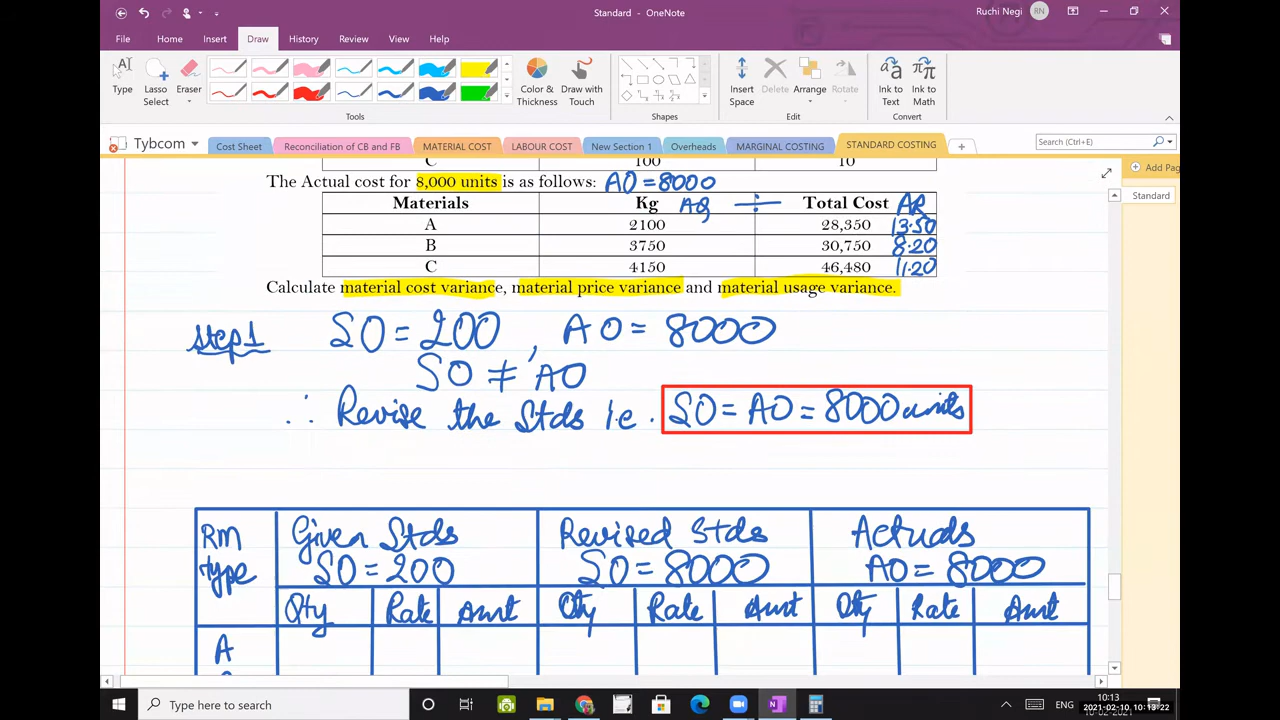 Standard - OneNote
Ruchi Negi RN
File Home Insert Draw History Review View Help
Type Lasso Select Eraser Color & Thickness Draw with Touch Insert Space Delete Arrange Rotate Ink to Text Ink to Math
Tools Shapes Edit Convert
Tybcom Cost Sheet Reconciliation of CB and FB MATERIAL COST LABOUR COST New Section 1 Overheads MARGINAL COSTING STANDARD COSTING Search (Ctrl+E)
Add Pag
Standard
C 100 10
The Actual cost for 8,000 units is as follows: AO = 8000
Materials Kg AQ ÷ Total Cost AR
A 2100 28,350 13.50
B 3750 30,750 8.20
C 4150 46,480 11.20
Calculate material cost variance, material price variance and material usage variance.
Step 1 SO = 200 , AO = 8000
SO ≠ AO
∴ Revise the Stds i.e. SO = AO = 8000 units
RM type Given Stds Revised Stds Actuals
SO = 200 SO = 8000 AO = 8000
Qty Rate Amt Qty Rate Amt Qty Rate Amt
A
Type here to search
ENG
10:13
2021-02-10, 10:13:22